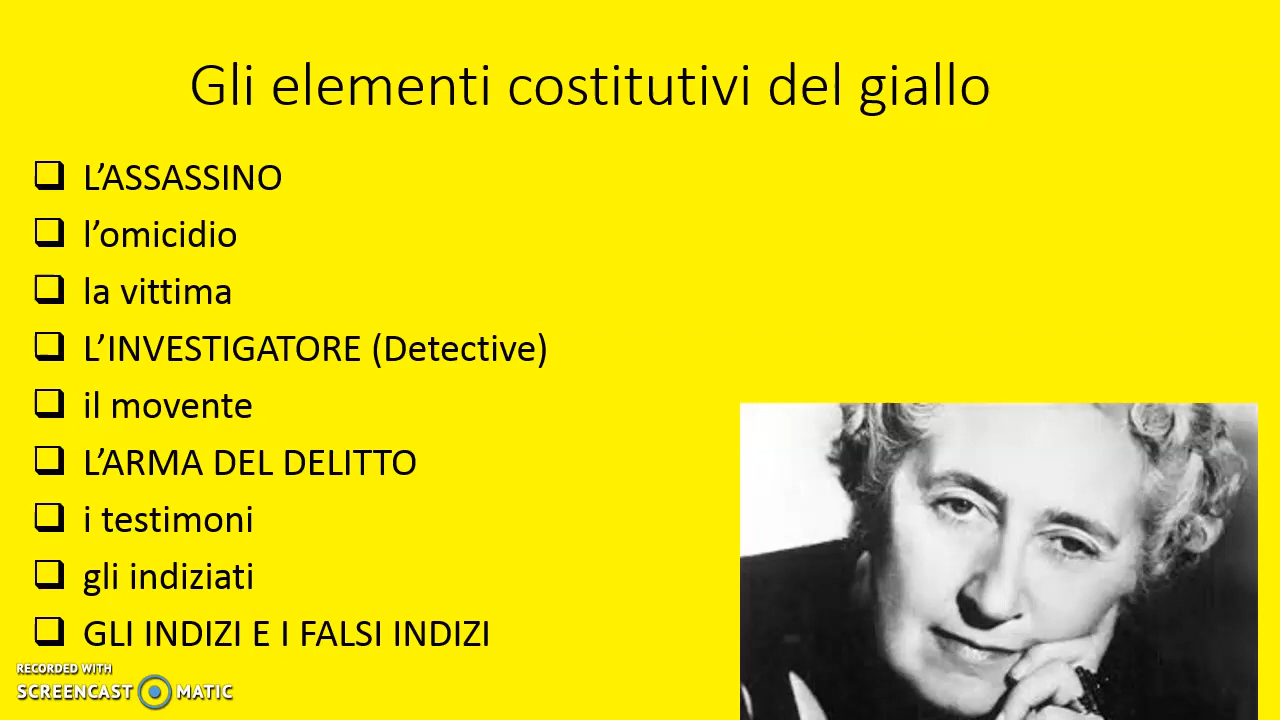 Gli elementi costitutivi del giallo
L’ASSASSINO
l’omicidio
la vittima
L’INVESTIGATORE (Detective)
il movente
L’ARMA DEL DELITTO
i testimoni
gli indiziati
GLI INDIZI E I FALSI INDIZI
RECORDED WITH
SCREENCAST MATIC